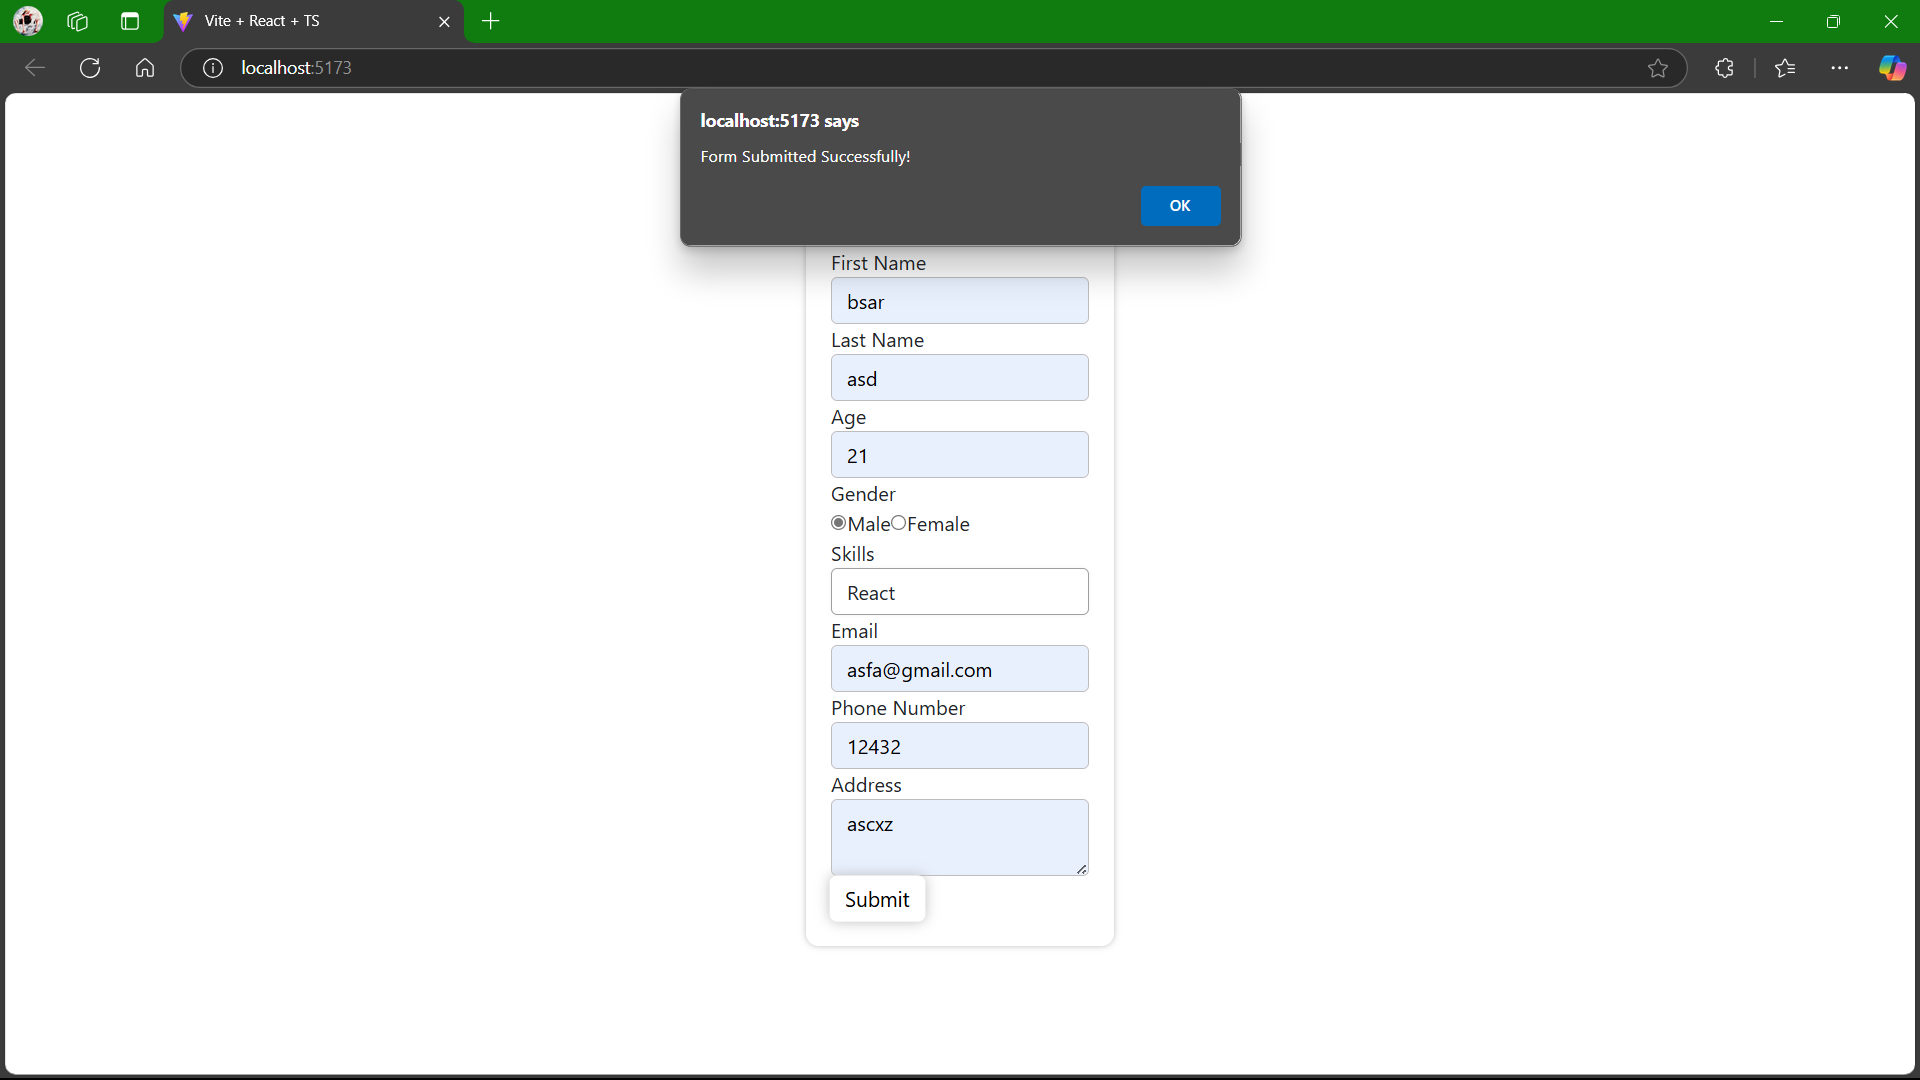 Vite + React + TS
localhost:5173
localhost:5173 says
Form Submitted Successfully!
OK
First Name
bsar
Last Name
asd
Age
21
Gender
Male Female
Skills
React
Email
asfa@gmail.com
Phone Number
12432
Address
ascxz
Submit